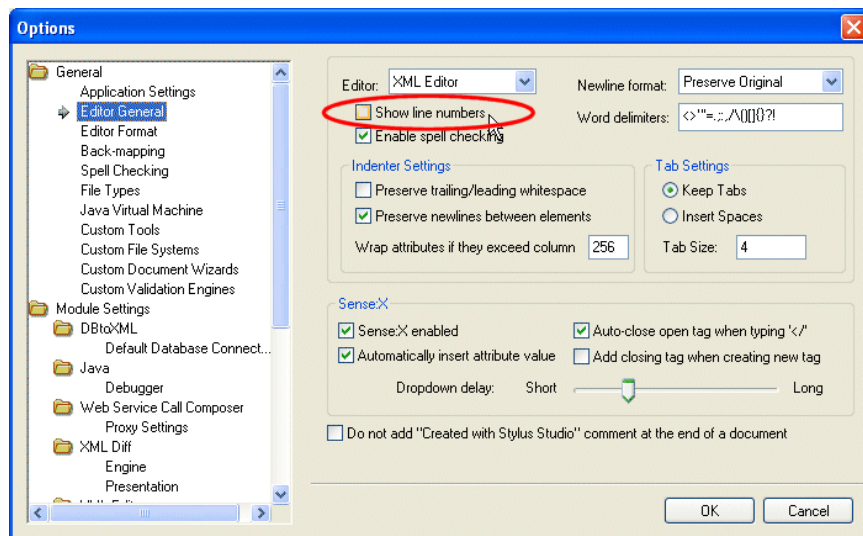 Options
General
Application Settings
Editor General
Editor Format
Back-mapping
Spell Checking
File Types
Java Virtual Machine
Custom Tools
Custom File Systems
Custom Document Wizards
Custom Validation Engines
Module Settings
DBtoXML
Default Database Connect...
Java
Debugger
Web Service Call Composer
Proxy Settings
XML Diff
Engine
Presentation
Editor: XML Editor
Newline format: Preserve Original
Show line numbers
Word delimiters: <>'"=.;:,/\()[]{}?!
Enable spell checking
Indenter Settings
Preserve trailing/leading whitespace
Preserve newlines between elements
Wrap attributes if they exceed column 256
Tab Settings
Keep Tabs
Insert Spaces
Tab Size: 4
Sense:X
Sense:X enabled
Auto-close open tag when typing '</'
Automatically insert attribute value
Add closing tag when creating new tag
Dropdown delay: Short Long
Do not add "Created with Stylus Studio" comment at the end of a document
OK Cancel